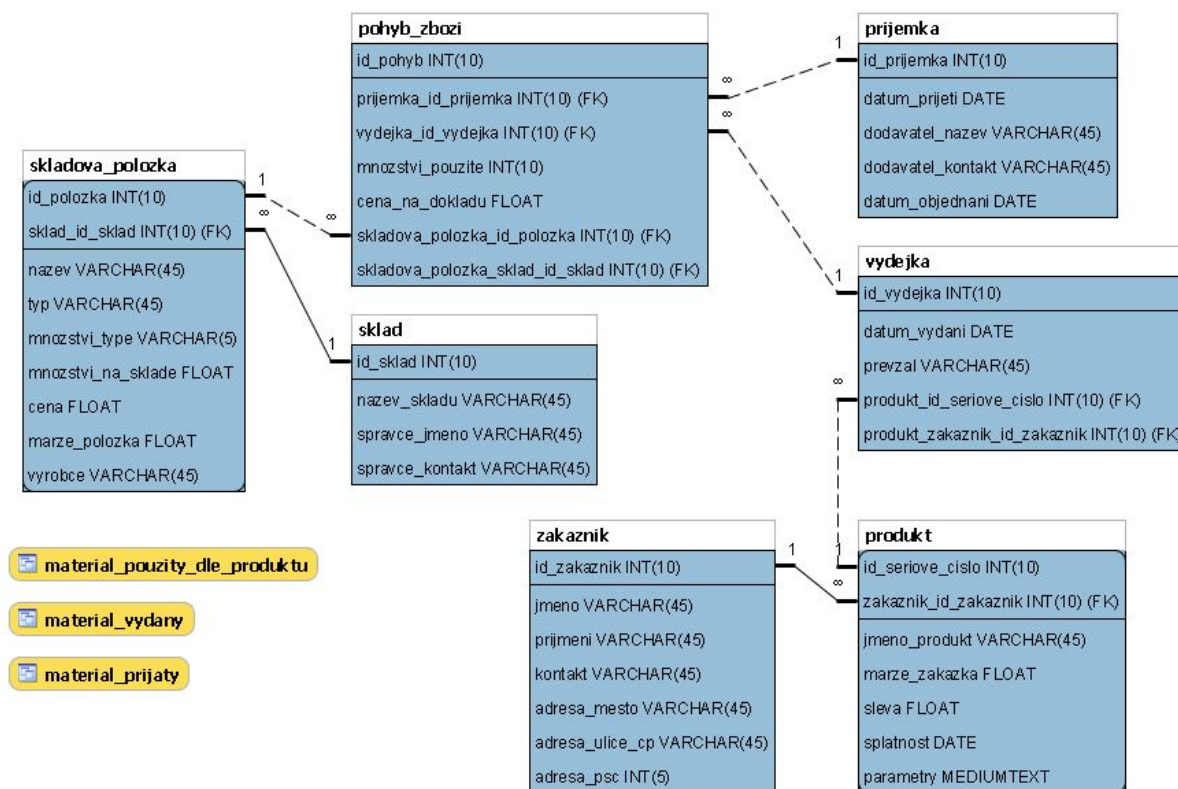 pohyb_zbozi
id_pohyb INT(10)
prijemka_id_prijemka INT(10) (FK)
vydejka_id_vydejka INT(10) (FK)
mnozstvi_pouzite INT(10)
cena_na_dokladu FLOAT
skladova_polozka_id_polozka INT(10) (FK)
skladova_polozka_sklad_id_sklad INT(10) (FK)
prijemka
id_prijemka INT(10)
datum_prijeti DATE
dodavatel_nazev VARCHAR(45)
dodavatel_kontakt VARCHAR(45)
datum_objednani DATE
1
∞
∞
1
skladova_polozka
id_polozka INT(10)
sklad_id_sklad INT(10) (FK)
nazev VARCHAR(45)
typ VARCHAR(45)
mnozstvi_type VARCHAR(5)
mnozstvi_na_sklade FLOAT
cena FLOAT
marze_polozka FLOAT
vyrobce VARCHAR(45)
1
∞
∞
1
sklad
id_sklad INT(10)
nazev_skladu VARCHAR(45)
spravce_jmeno VARCHAR(45)
spravce_kontakt VARCHAR(45)
vydejka
id_vydejka INT(10)
datum_vydani DATE
prevzal VARCHAR(45)
produkt_id_seriove_cislo INT(10) (FK)
produkt_zakaznik_id_zakaznik INT(10) (FK)
∞
1
zakaznik
id_zakaznik INT(10)
jmeno VARCHAR(45)
prijmeni VARCHAR(45)
kontakt VARCHAR(45)
adresa_mesto VARCHAR(45)
adresa_ulice_cp VARCHAR(45)
adresa_psc INT(5)
1
∞
produkt
id_seriove_cislo INT(10)
zakaznik_id_zakaznik INT(10) (FK)
jmeno_produkt VARCHAR(45)
marze_zakazka FLOAT
sleva FLOAT
splatnost DATE
parametry MEDIUMTEXT
material_pouzity_dle_produktu
material_vydany
material_prijaty